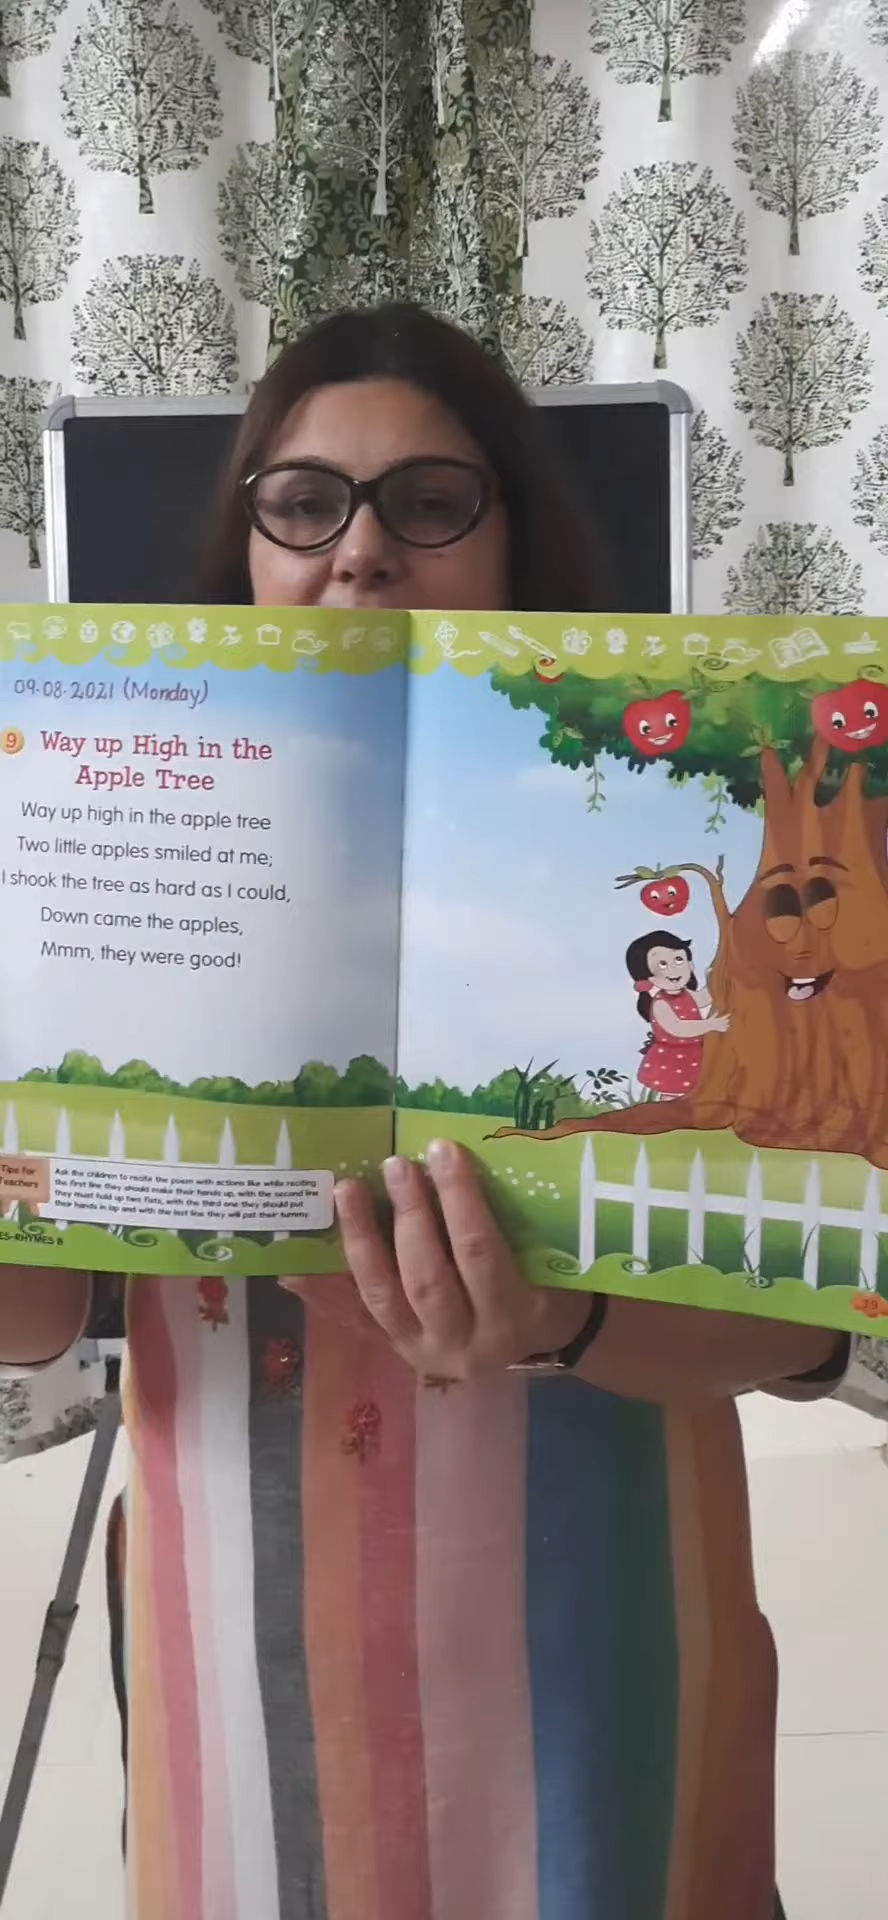 09.08.2021 (Monday)
9 Way up High in the
Apple Tree
Way up high in the apple tree
Two little apples smiled at me;
I shook the tree as hard as I could,
Down came the apples,
Mmm, they were good!
Tips for
Teachers
Ask the children to recite the poem with actions like while reciting
the first line they should make their hands up, with the second line
they must hold up two fists, with the third one they should put
their hands in lap and with the last line they will pat their tummy
ES-RHYMES B
19